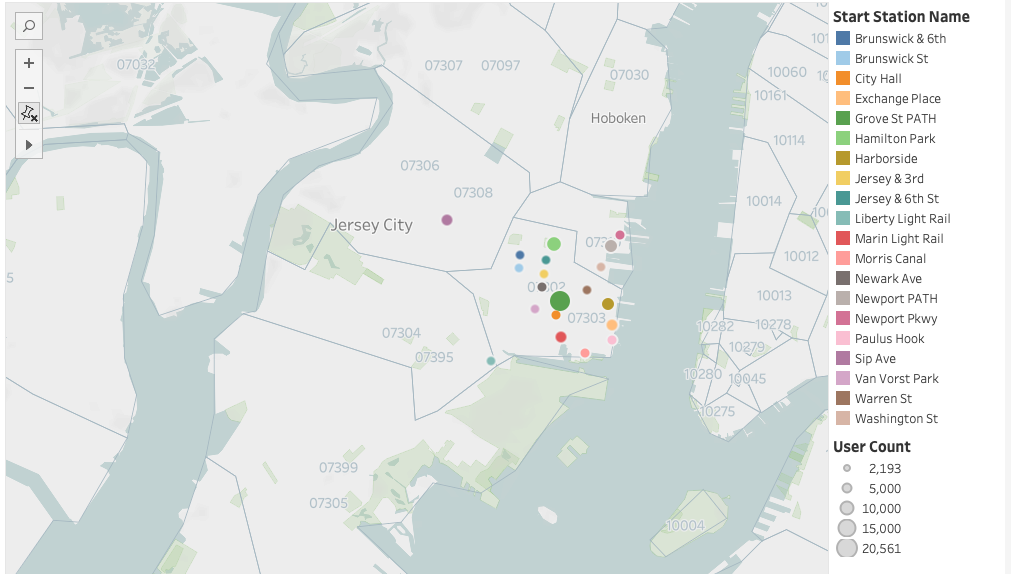 07032
07307 07097
07030
Hoboken
07306
07308
Jersey City
07302
07303
07304
07395
07399
07305
10060
10161
10114
10014
10012
10013
10282
10278
10279
10280
10045
10275
10004
Start Station Name
Brunswick & 6th
Brunswick St
City Hall
Exchange Place
Grove St PATH
Hamilton Park
Harborside
Jersey & 3rd
Jersey & 6th St
Liberty Light Rail
Marin Light Rail
Morris Canal
Newark Ave
Newport PATH
Newport Pkwy
Paulus Hook
Sip Ave
Van Vorst Park
Warren St
Washington St
User Count
2,193
5,000
10,000
15,000
20,561